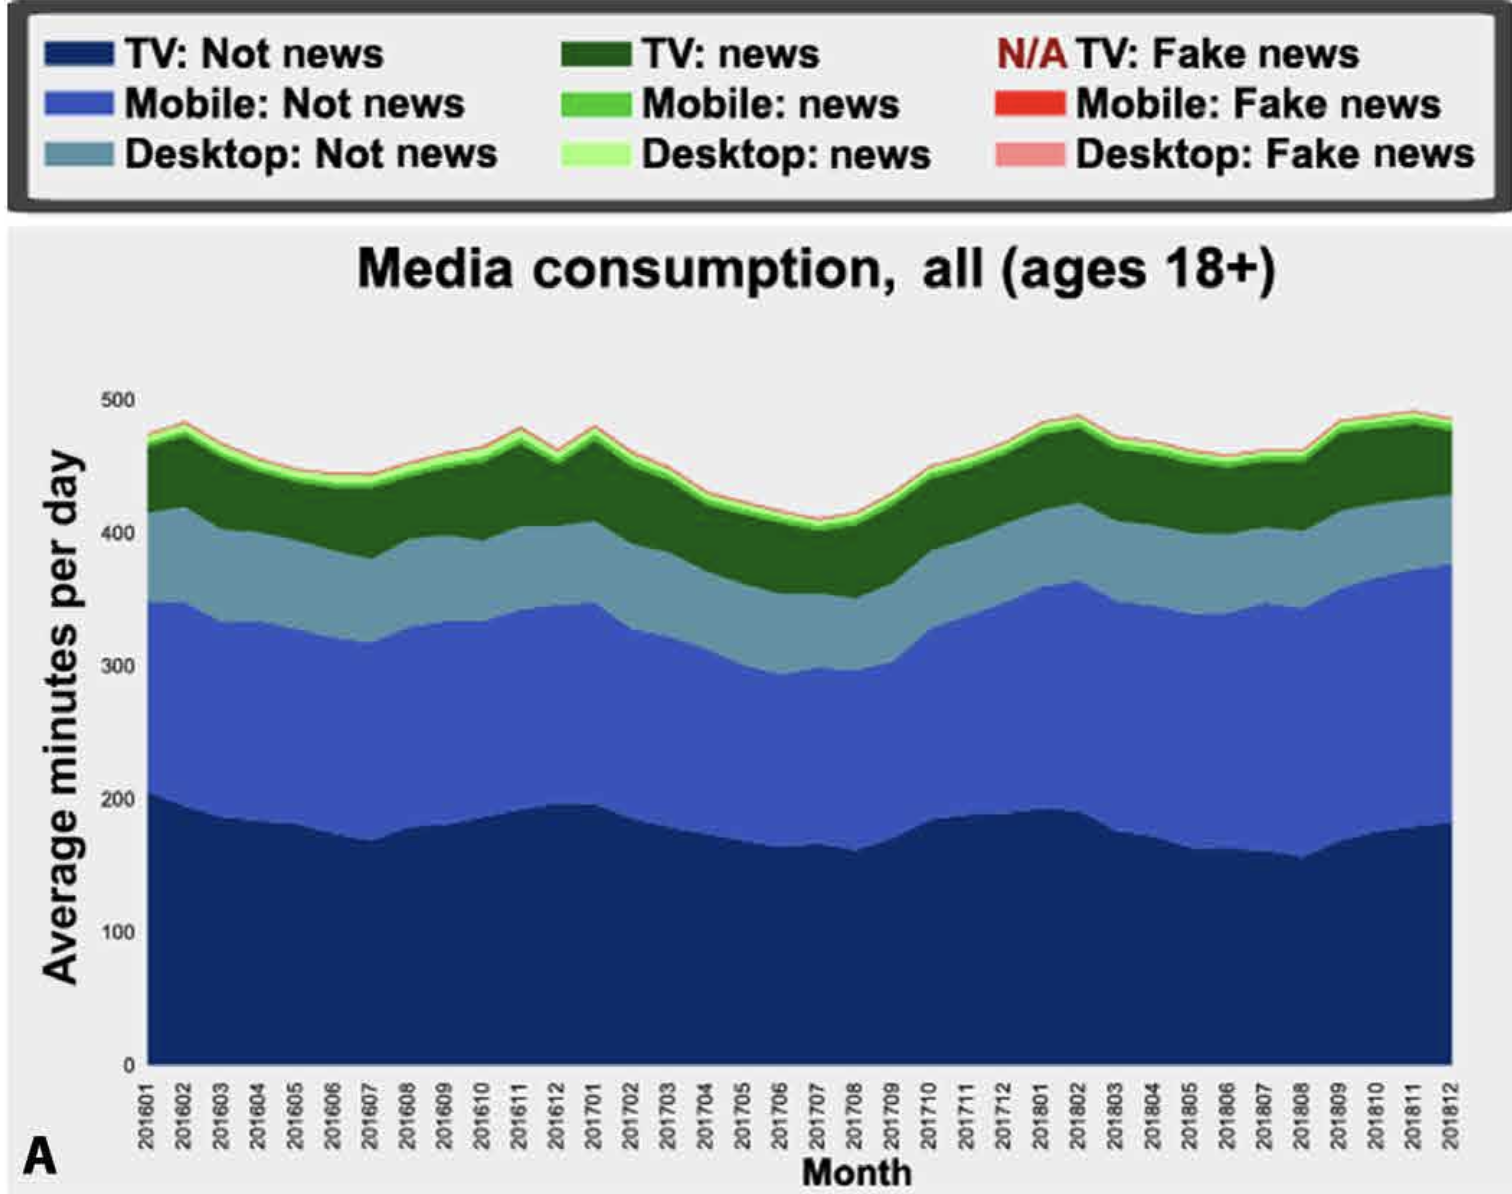 TV: Not news TV: news N/A TV: Fake news
Mobile: Not news Mobile: news Mobile: Fake news
Desktop: Not news Desktop: news Desktop: Fake news
Media consumption, all (ages 18+)
Average minutes per day
500
400
300
200
100
0
201601 201602 201603 201604 201605 201606 201607 201608 201609 201610 201611 201612 201701 201702 201703 201704 201705 201706 201707 201708 201709 201710 201711 201712 201801 201802 201803 201804 201805 201806 201807 201808 201809 201810 201811 201812
Month
A